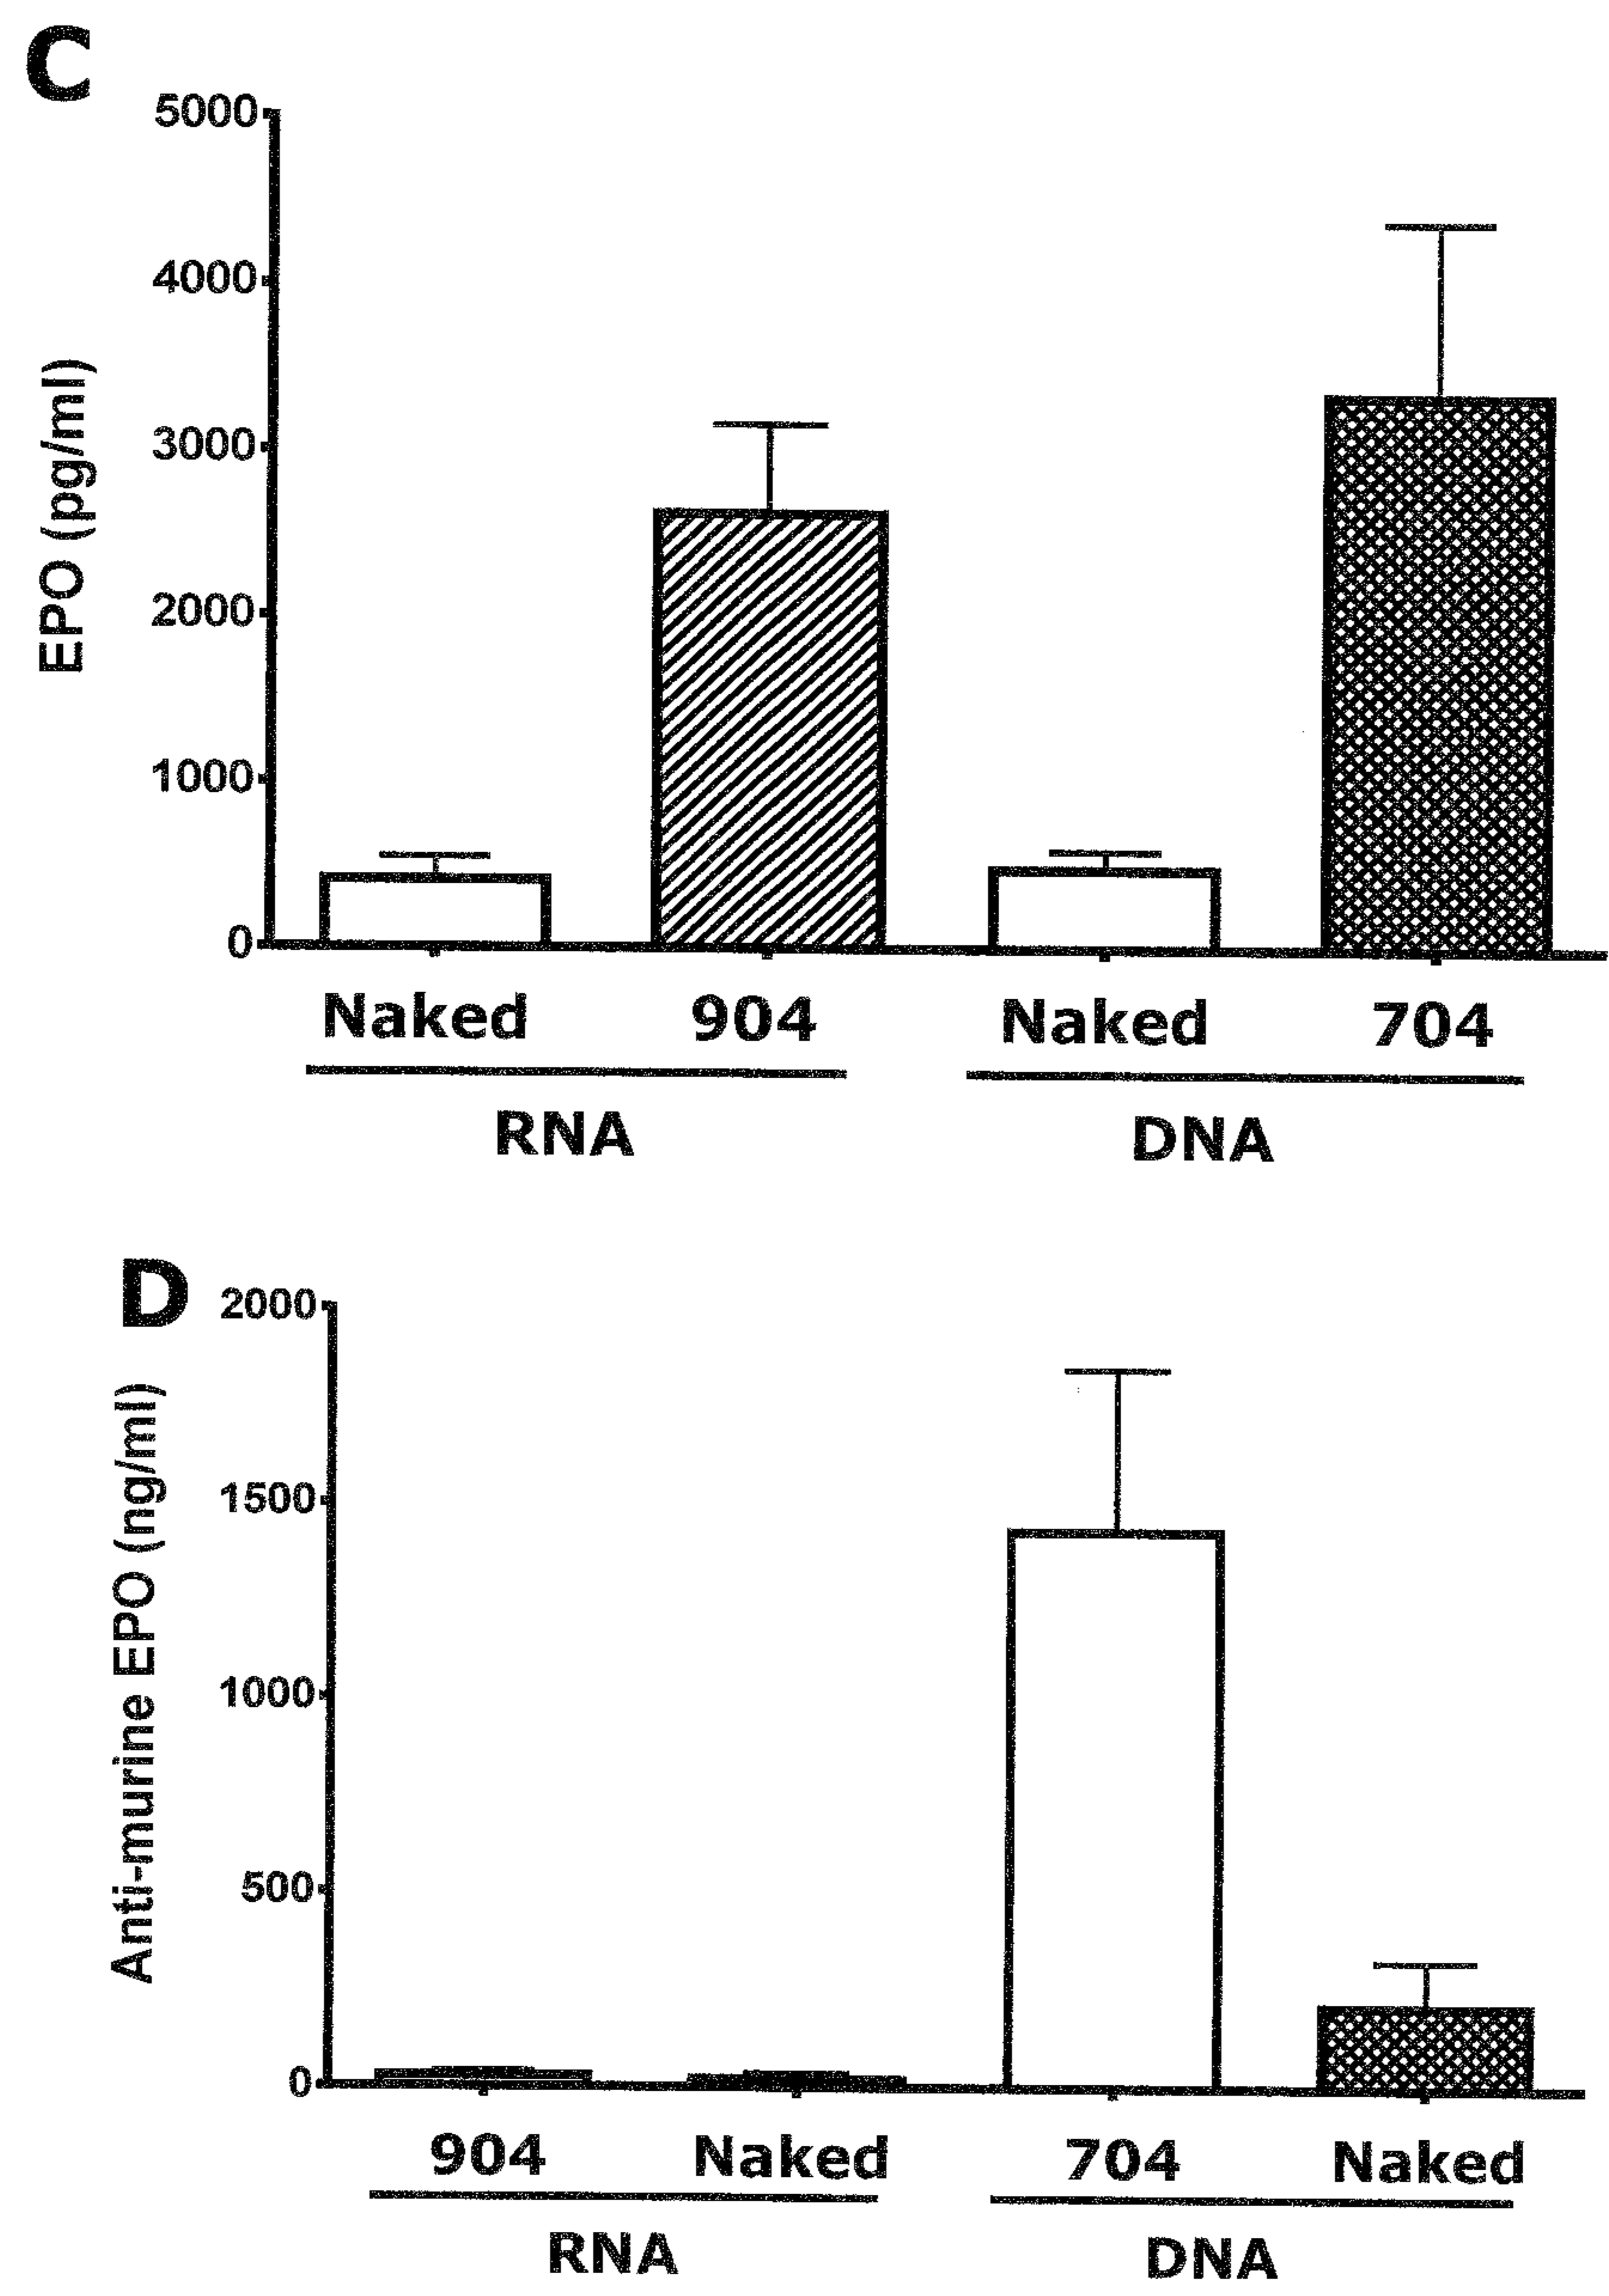 C
5000
4000
3000
2000
1000
0
EPO (pg/ml)
Naked 904 Naked 704
RNA DNA
D
2000
1500
1000
500
0
Anti-murine EPO (ng/ml)
904 Naked 704 Naked
RNA DNA